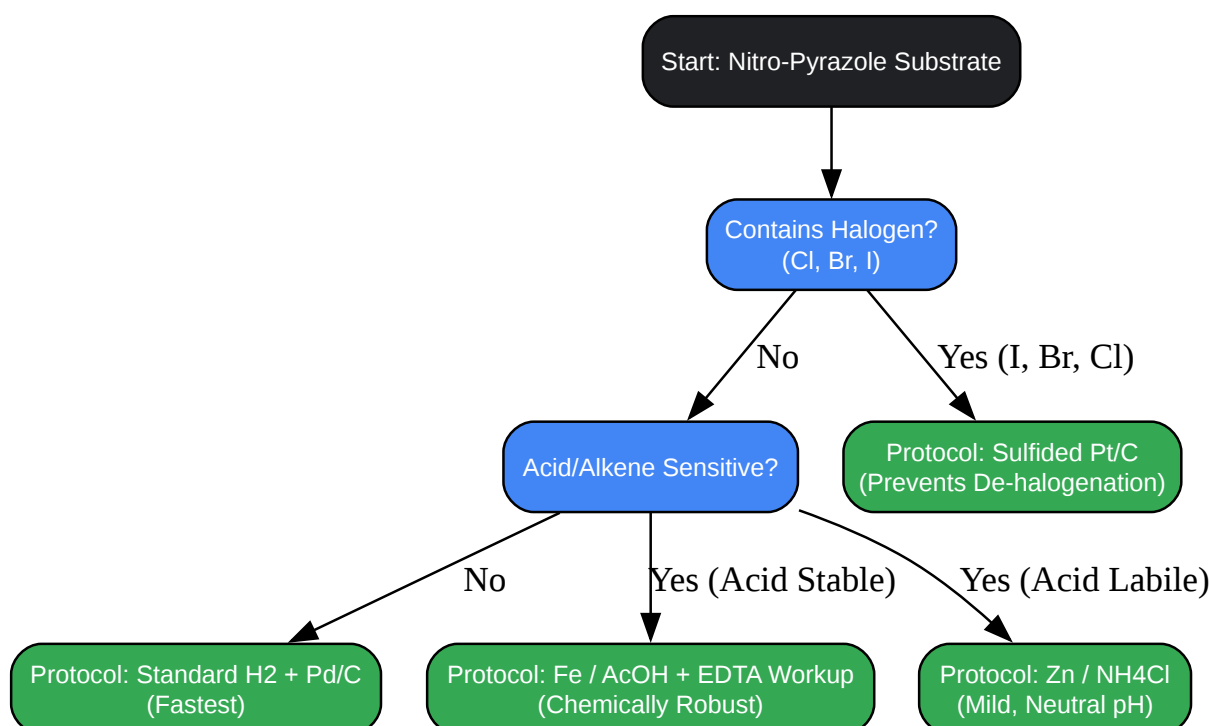 Start: Nitro-Pyrazole Substrate
Contains Halogen?
(Cl, Br, I)
No
Yes (I, Br, Cl)
Acid/Alkene Sensitive?
Protocol: Sulfided Pt/C
(Prevents De-halogenation)
No
Yes (Acid Stable)
Yes (Acid Labile)
Protocol: Standard H2 + Pd/C
(Fastest)
Protocol: Fe / AcOH + EDTA Workup
(Chemically Robust)
Protocol: Zn / NH4Cl
(Mild, Neutral pH)